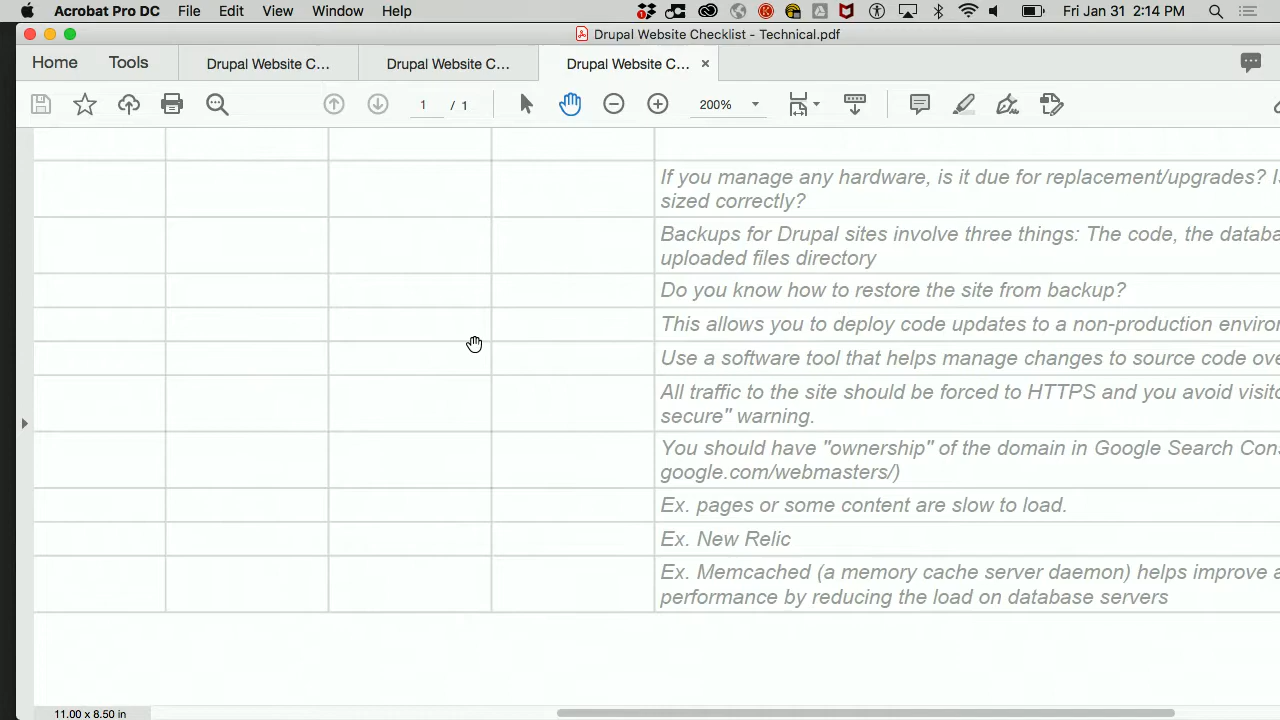 Acrobat Pro DC File Edit View Window Help Fri Jan 31 2:14 PM
Drupal Website Checklist - Technical.pdf
Home Tools Drupal Website C... Drupal Website C... Drupal Website C... ×
1 / 1 200%
If you manage any hardware, is it due for replacement/upgrades?
sized correctly?
Backups for Drupal sites involve three things: The code, the databa
uploaded files directory
Do you know how to restore the site from backup?
This allows you to deploy code updates to a non-production enviror
Use a software tool that helps manage changes to source code ove
All traffic to the site should be forced to HTTPS and you avoid visito
secure" warning.
You should have "ownership" of the domain in Google Search Cons
google.com/webmasters/)
Ex. pages or some content are slow to load.
Ex. New Relic
Ex. Memcached (a memory cache server daemon) helps improve a
performance by reducing the load on database servers
11.00 x 8.50 in